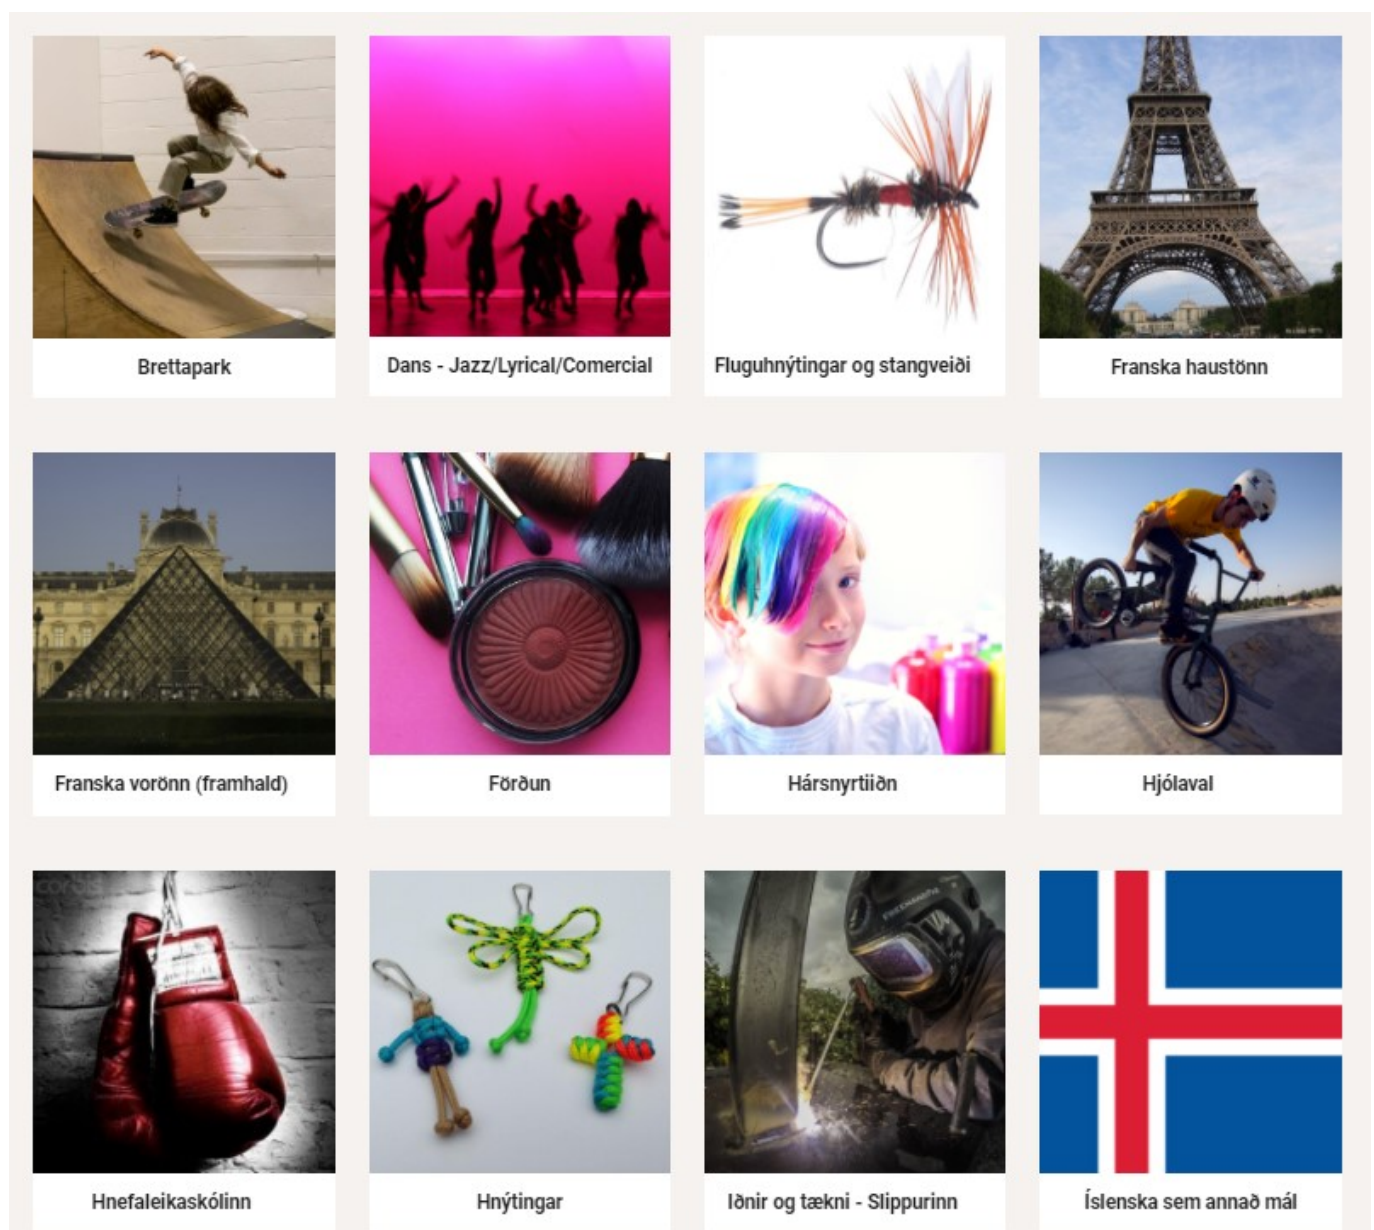 Brettapark
Dans - Jazz/Lyrical/Comercial
Fluguhnýtingar og stangveiði
Franska haustönn
Franska vorönn (framhald)
Förðun
Hársnyrtiiðn
Hjólaval
corbis
Hnefaleikaskólinn
Hnýtingar
Iðnir og tækni - Slippurinn
Íslenska sem annað mál